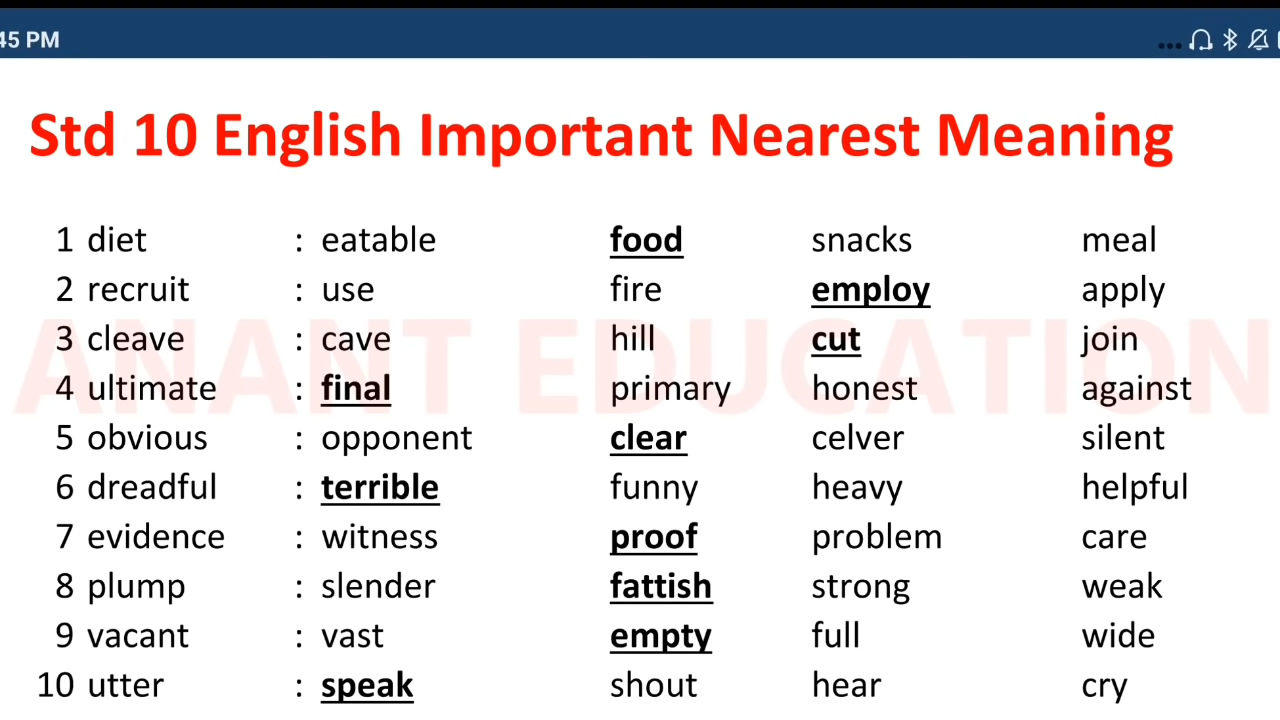 45 PM
Std 10 English Important Nearest Meaning
1 diet : eatable food snacks meal
2 recruit : use fire employ apply
3 cleave : cave hill cut join
ANANT EDUCATION
4 ultimate : final primary honest against
5 obvious : opponent clear celver silent
6 dreadful : terrible funny heavy helpful
7 evidence : witness proof problem care
8 plump : slender fattish strong weak
9 vacant : vast empty full wide
10 utter : speak shout hear cry